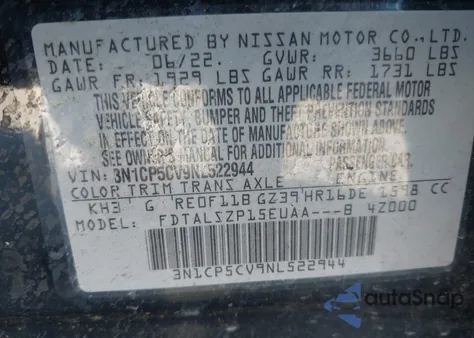 MANUFACTURED BY NISSAN MOTOR CO.,LTD.
DATE: 06/22. GVWR: 3660 LBS
GAWR FR: 1929 LBS GAWR RR: 1731 LBS
THIS VEHICLE CONFORMS TO ALL APPLICABLE FEDERAL MOTOR
VEHICLE SAFETY, BUMPER AND THEFT PREVENTION STANDARDS
IN EFFECT ON THE DATE OF MANUFACTURE SHOWN ABOVE.
SEE OWNER'S MANUAL FOR ADDITIONAL INFORMATION.
VIN: 3N1CP5CV9NL522944 PASSENGER CAR
COLOR TRIM TRANS AXLE ENGINE
KH3 G RE0F11B GZ39 HR16DE 1598 CC
MODEL: FDTALSZP15EUAA---B 4Z000
3N1CP5CV9NL522944
autoSnap